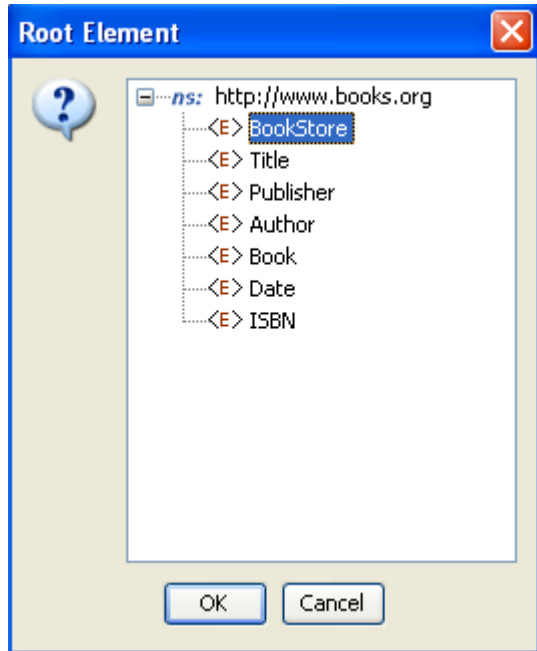 Root Element
?
ns: http://www.books.org
<E> BookStore
<E> Title
<E> Publisher
<E> Author
<E> Book
<E> Date
<E> ISBN
OK Cancel